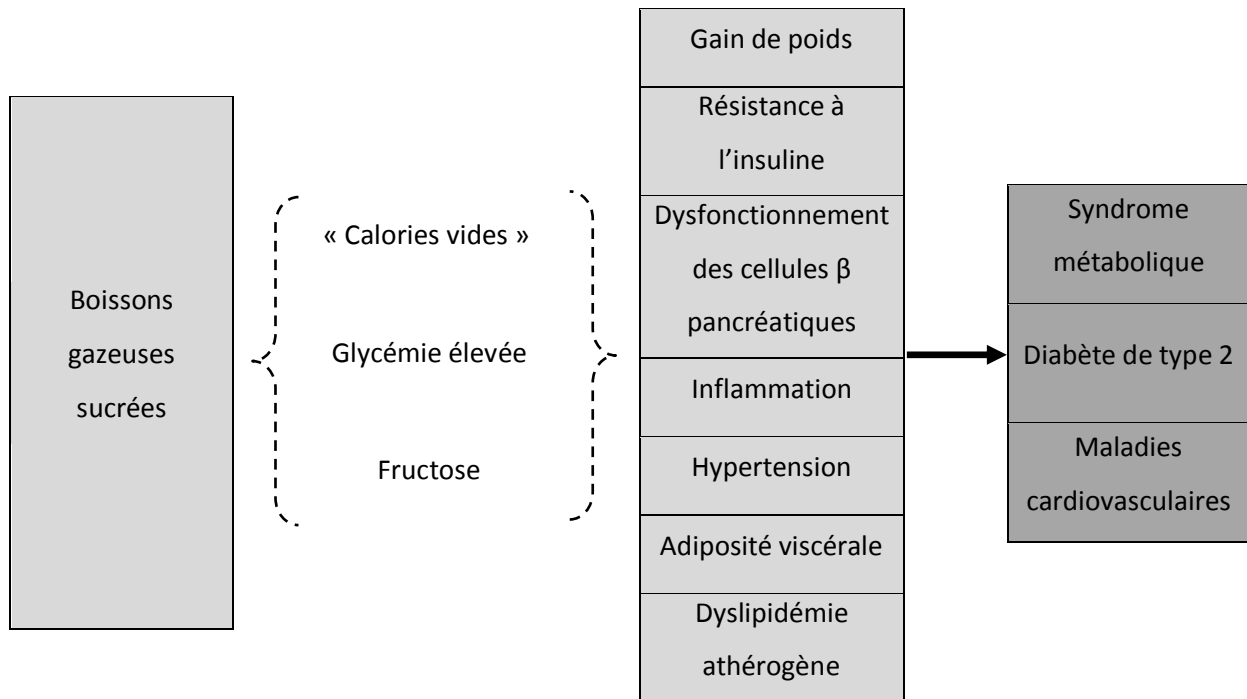 Boissons
gazeuses
sucrées
« Calories vides »
Glycémie élevée
Fructose
Gain de poids
Résistance à
l’insuline
Dysfonctionnement
des cellules β
pancréatiques
Inflammation
Hypertension
Adiposité viscérale
Dyslipidémie
athérogène
Syndrome
métabolique
Diabète de type 2
Maladies
cardiovasculaires